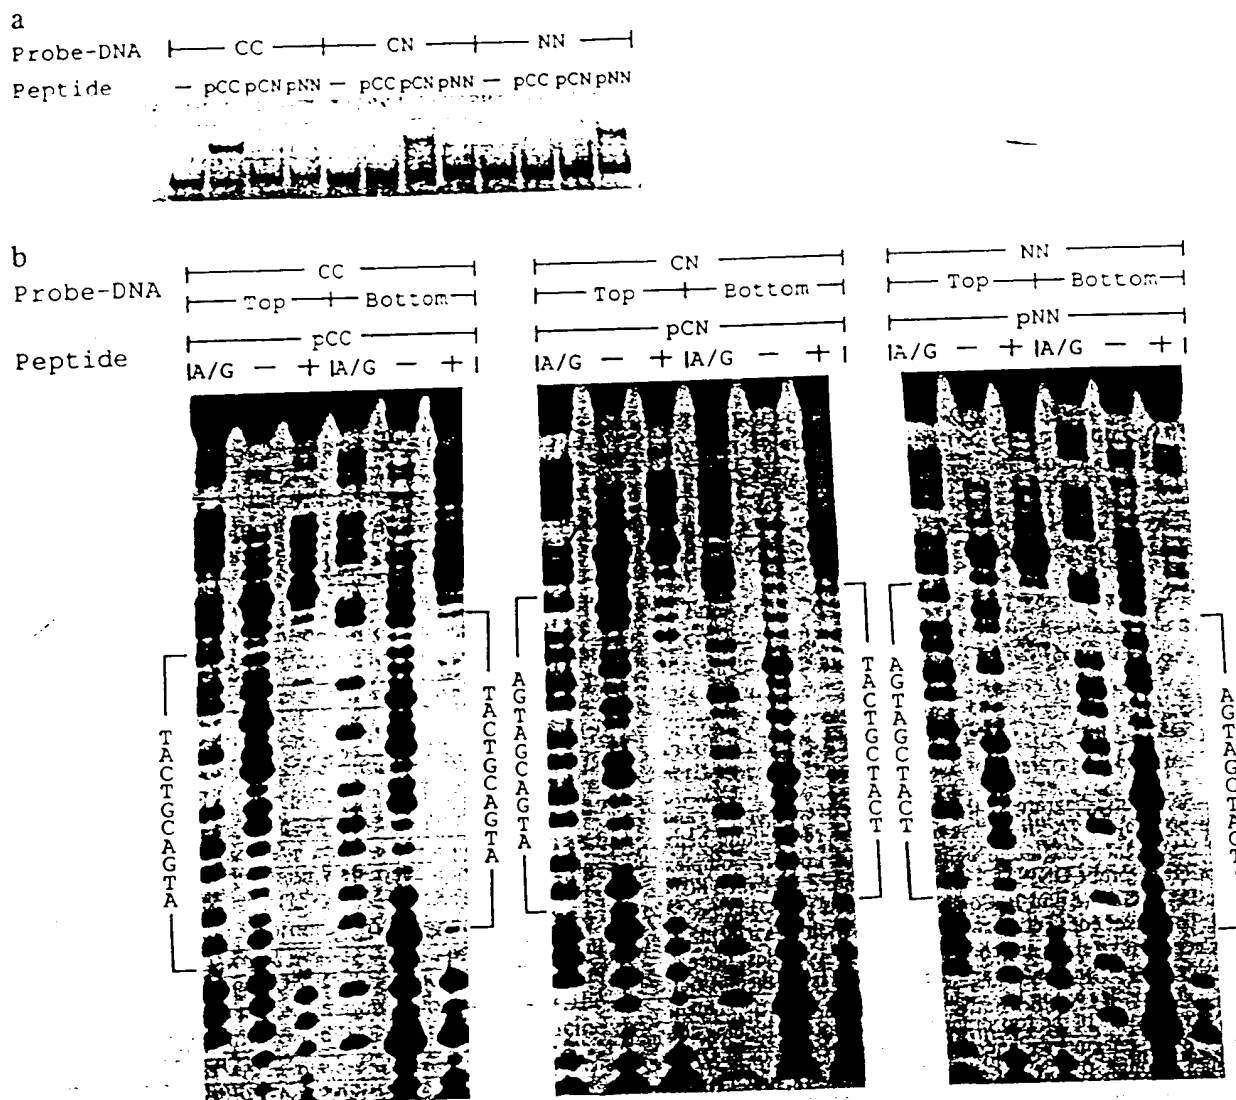 a
Probe-DNA CC CN NN
Peptide — pCC pCN pNN — pCC pCN pNN — pCC pCN pNN
b
Probe-DNA CC CN NN
Top Bottom Top Bottom Top Bottom
pCC pCN pNN
Peptide A/G — + A/G — + A/G — + A/G — + A/G — + A/G — +
TACTGCAGTA
TACTGCAGTA
AGTAGCAGTA
TACTGCTACT
AGTAGCTACT
AGTAGCTACT